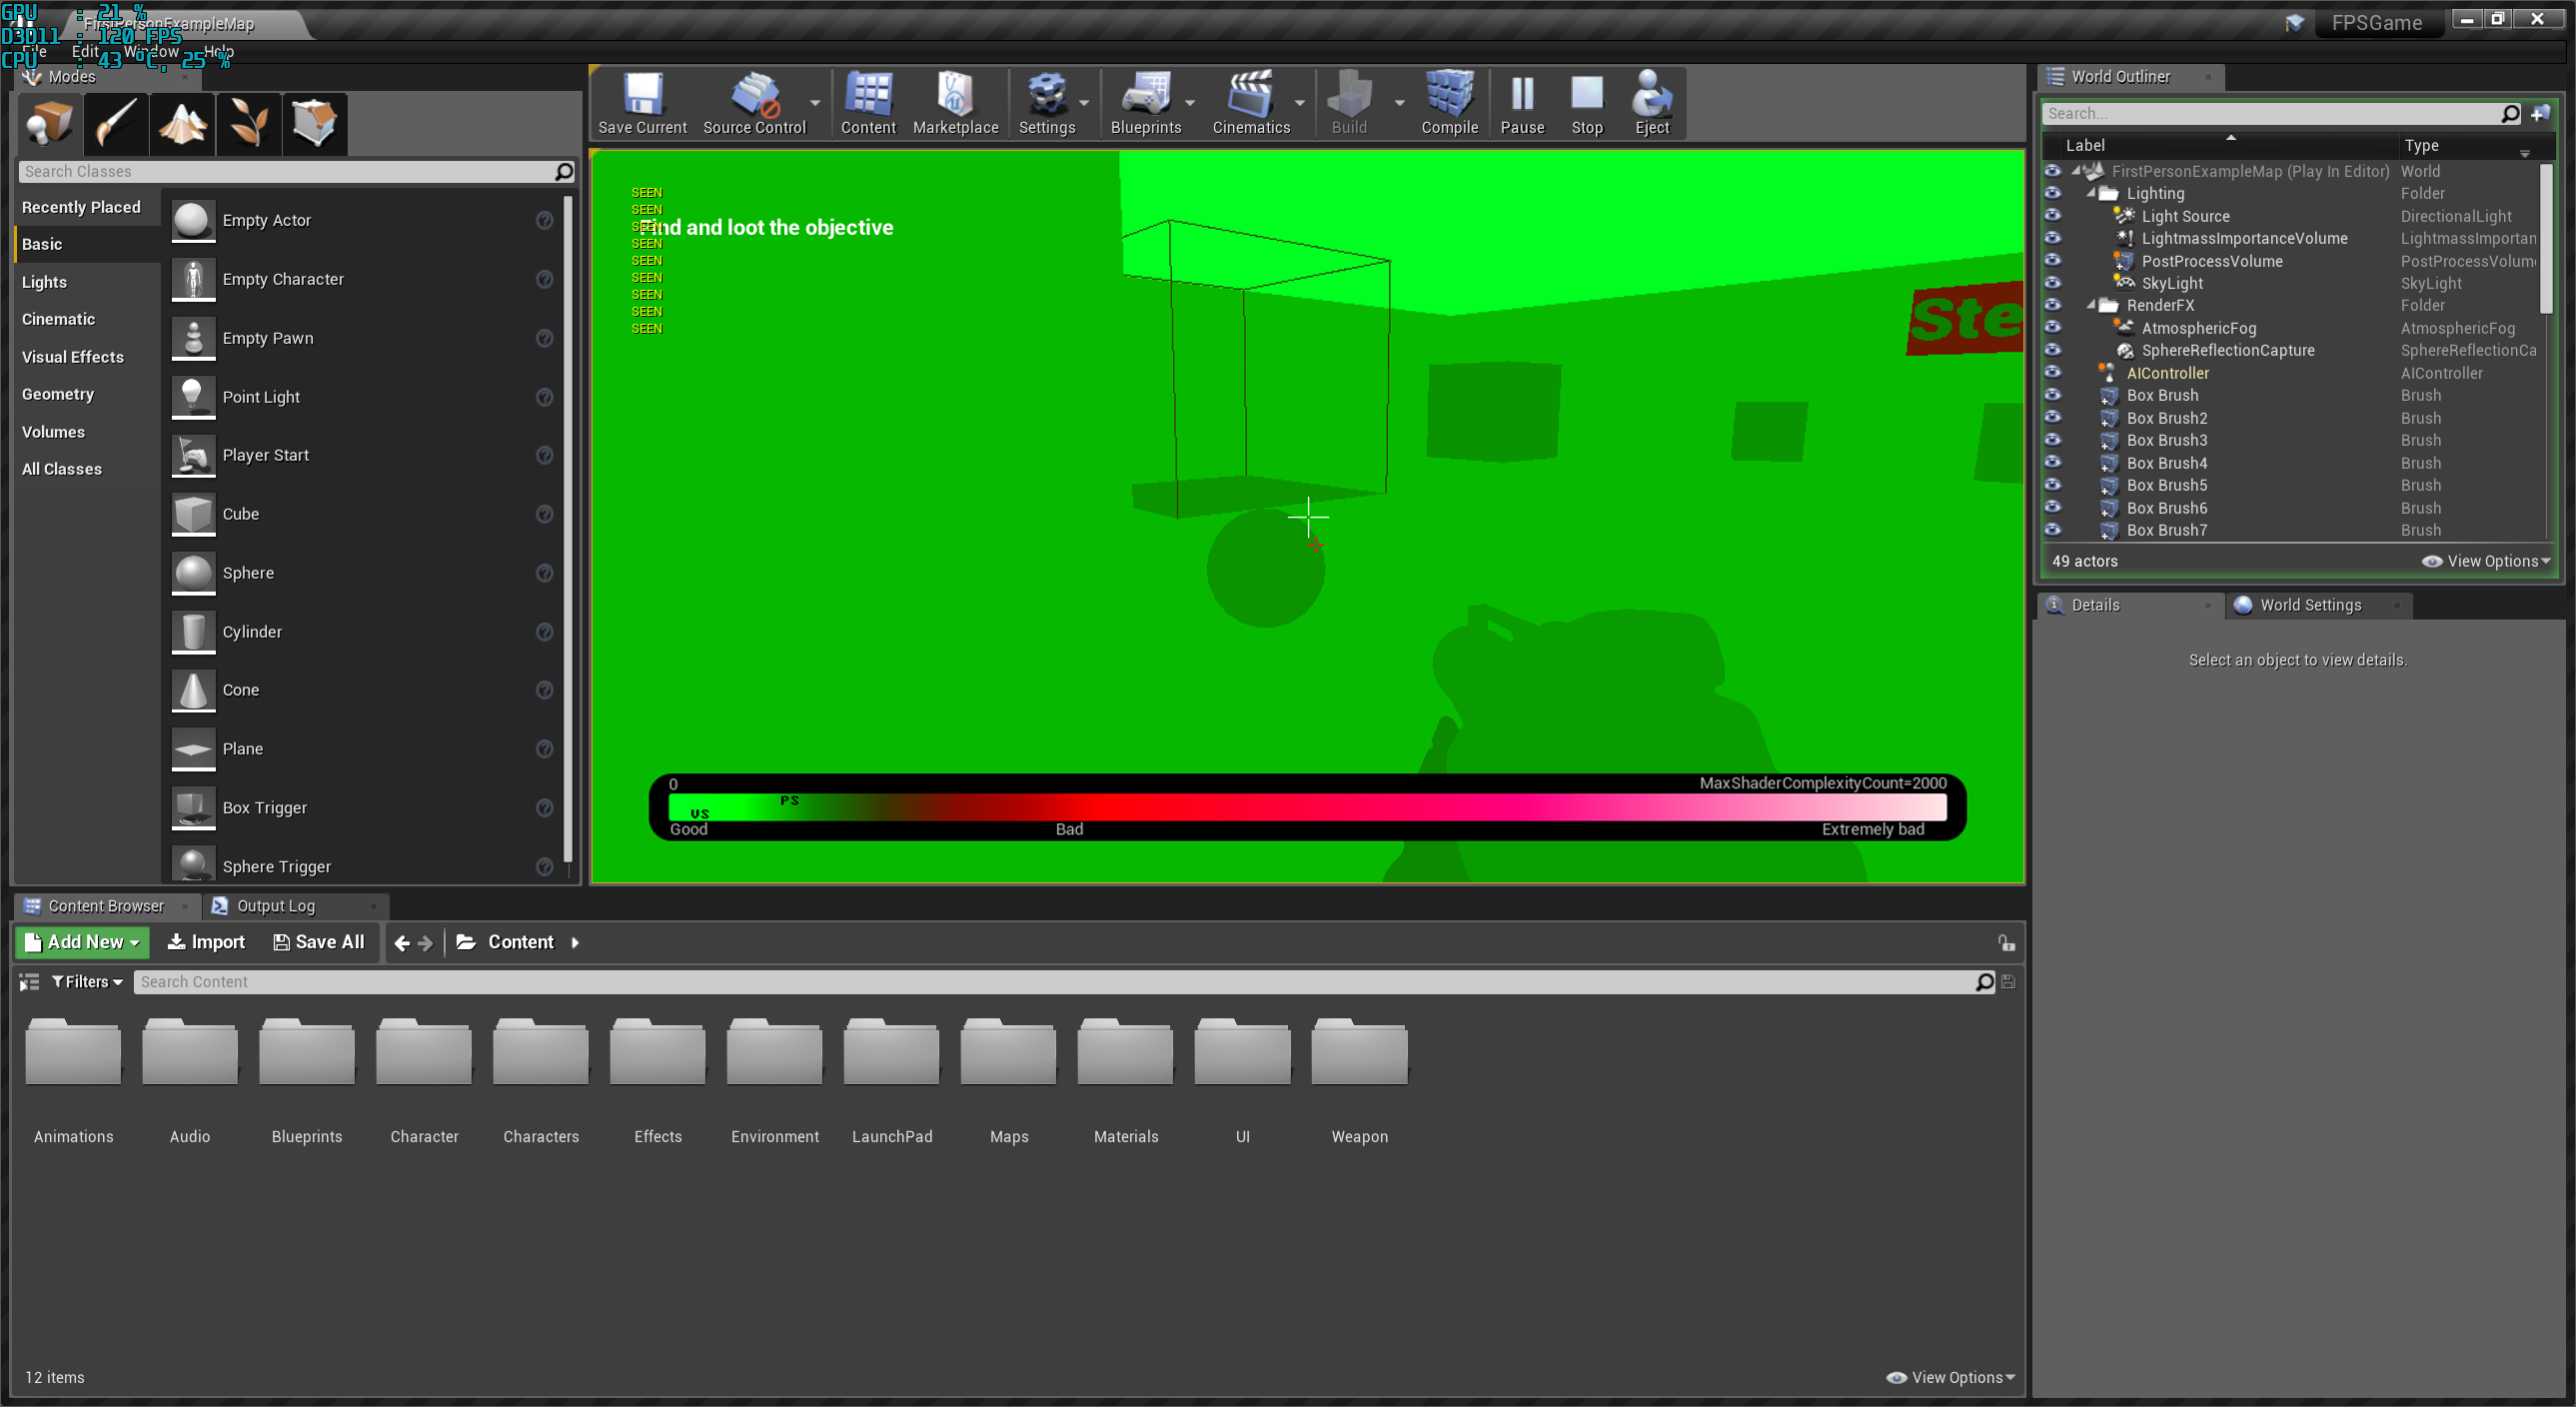 GPU : 21 %
D3D11 : 120 FPS
CPU : 43 °C, 25 %
FirstPersonExampleMap
FPSGame
File Edit Window Help
Modes
Search Classes
Recently Placed
Basic
Lights
Cinematic
Visual Effects
Geometry
Volumes
All Classes
Empty Actor
Empty Character
Empty Pawn
Point Light
Player Start
Cube
Sphere
Cylinder
Cone
Plane
Box Trigger
Sphere Trigger
Save Current
Source Control
Content
Marketplace
Settings
Blueprints
Cinematics
Build
Compile
Pause
Stop
Eject
SEEN
SEEN
SEEN
SEEN
SEEN
SEEN
SEEN
SEEN
SEEN
Find and loot the objective
Ste
0
MaxShaderComplexityCount=2000
PS
VS
Good
Bad
Extremely bad
World Outliner
Search...
Label Type
FirstPersonExampleMap (Play In Editor) World
Lighting Folder
Light Source DirectionalLight
LightmassImportanceVolume LightmassImportan
PostProcessVolume PostProcessVolum
SkyLight SkyLight
RenderFX Folder
AtmosphericFog AtmosphericFog
SphereReflectionCapture SphereReflectionCa
AIController AIController
Box Brush Brush
Box Brush2 Brush
Box Brush3 Brush
Box Brush4 Brush
Box Brush5 Brush
Box Brush6 Brush
Box Brush7 Brush
49 actors
View Options
Details
World Settings
Select an object to view details.
Content Browser
Output Log
Add New
Import
Save All
Content
Filters
Search Content
Animations
Audio
Blueprints
Character
Characters
Effects
Environment
LaunchPad
Maps
Materials
UI
Weapon
12 items
View Options